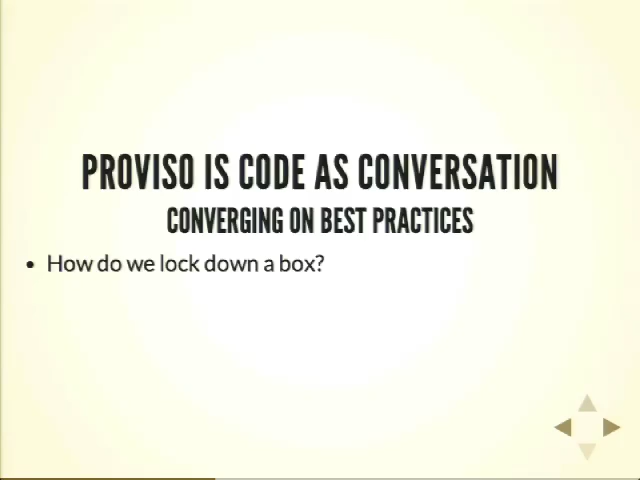 PROVISO IS CODE AS CONVERSATION
CONVERGING ON BEST PRACTICES
• How do we lock down a box?